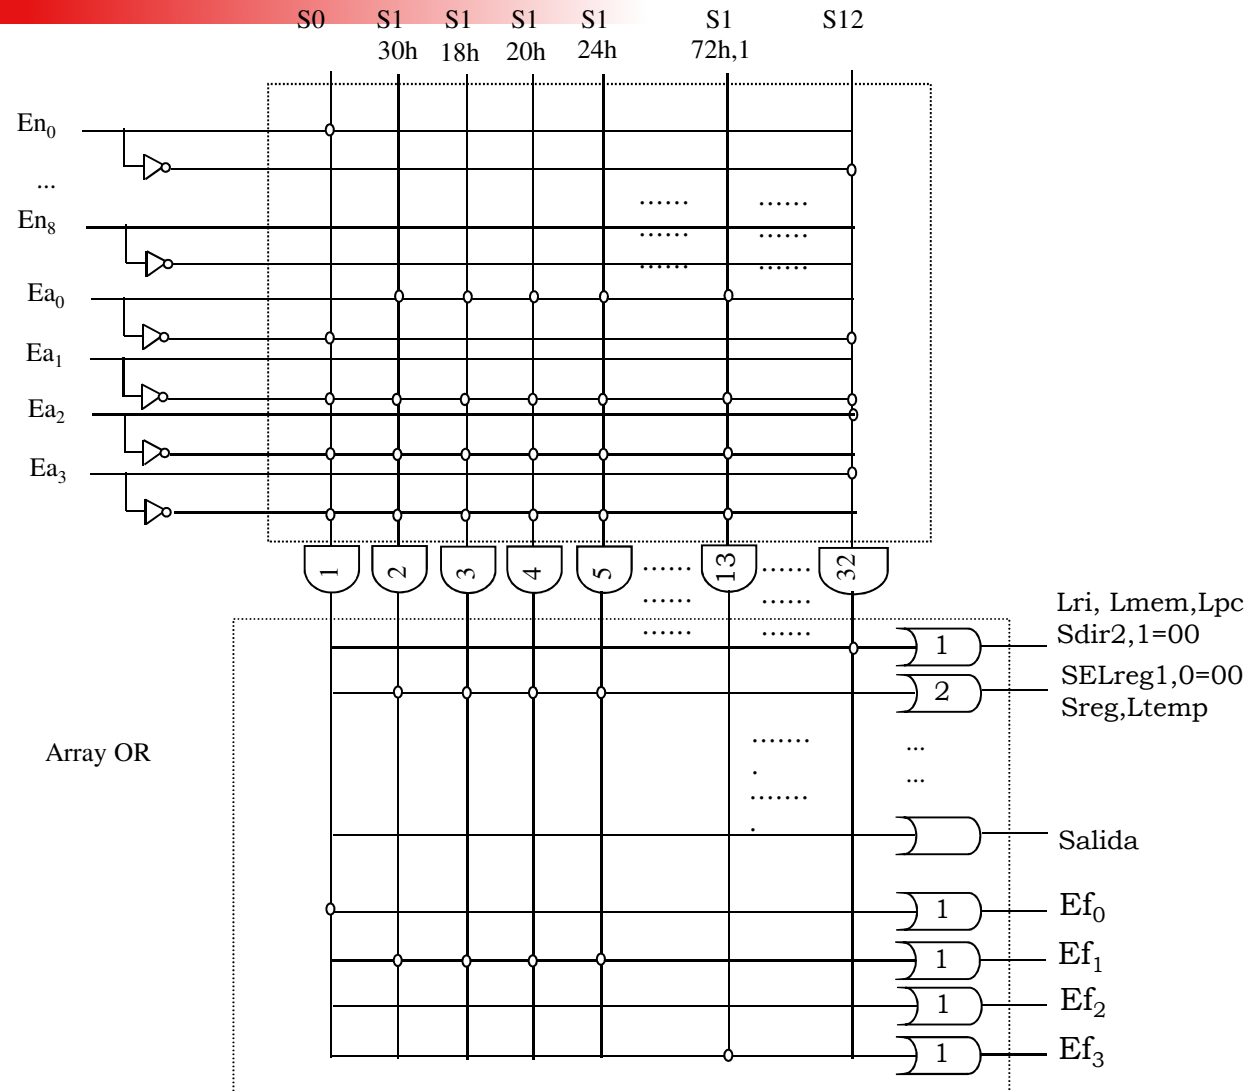 S0 S1 S1 S1 S1 S1 S12
30h 18h 20h 24h 72h,1
En0
...
En8
Ea0
Ea1
Ea2
Ea3
...... ......
...... ......
...... ......
1 2 3 4 5 ...... 13 ...... 32
...... ......
...... ......
Lri, Lmem,Lpc
Sdir2,1=00
1
SELreg1,0=00
Sreg,Ltemp
2
Array OR
....... ...
. ...
.......
.
Salida
1 Ef0
1 Ef1
1 Ef2
1 Ef3